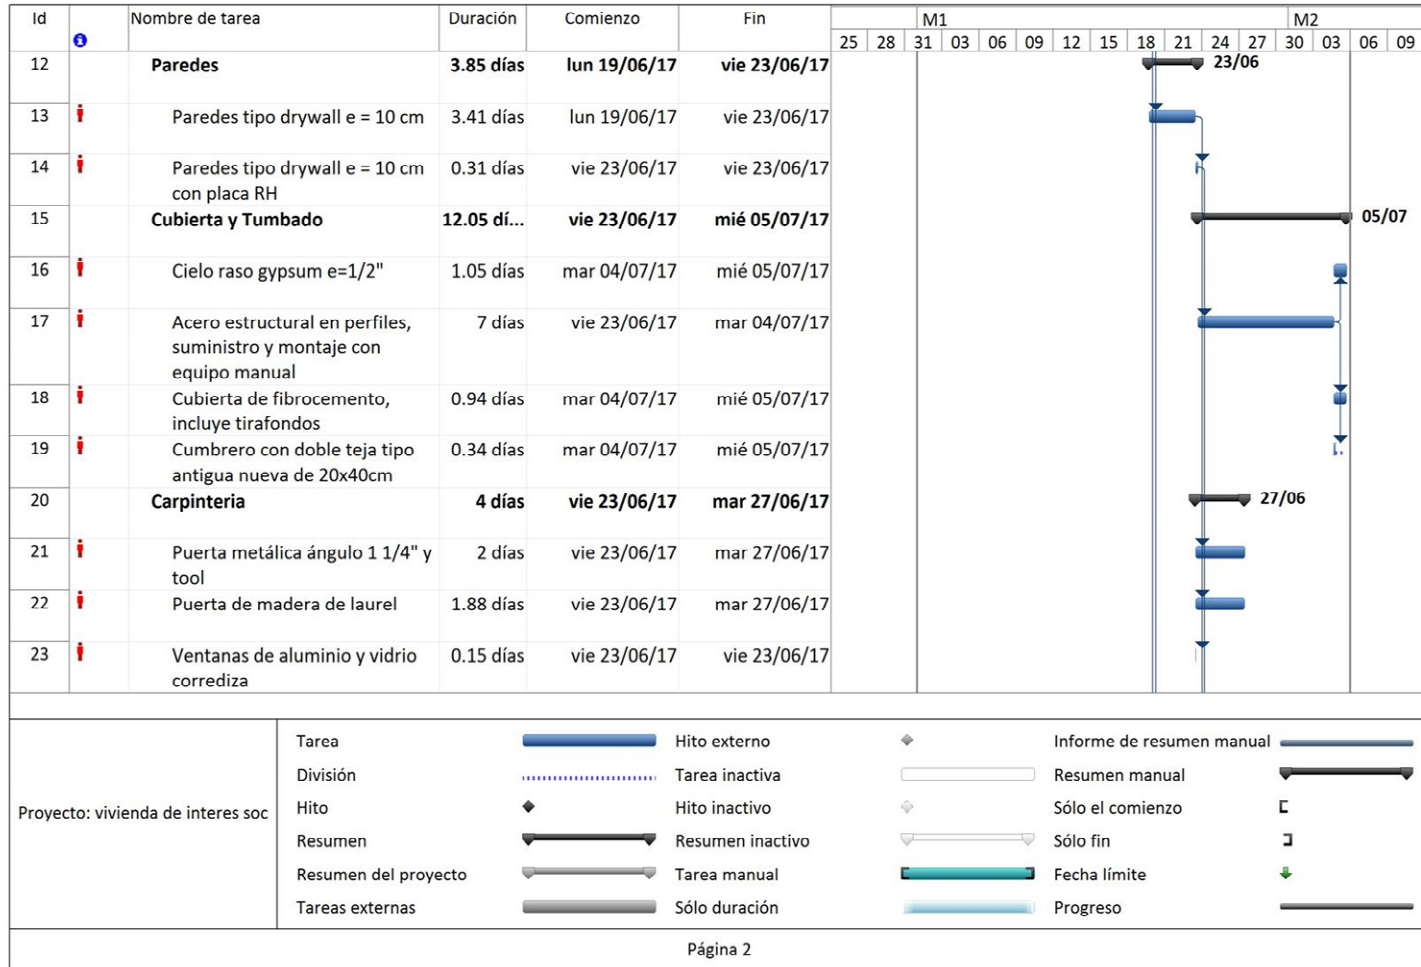 Id Nombre de tarea Duración Comienzo Fin M1 M2
25 28 31 03 06 09 12 15 18 21 24 27 30 03 06 09
12 Paredes 3.85 días lun 19/06/17 vie 23/06/17 23/06
13 Paredes tipo drywall e = 10 cm 3.41 días lun 19/06/17 vie 23/06/17
14 Paredes tipo drywall e = 10 cm 0.31 días vie 23/06/17 vie 23/06/17
con placa RH
15 Cubierta y Tumbado 12.05 dí... vie 23/06/17 mié 05/07/17 05/07
16 Cielo raso gypsum e=1/2" 1.05 días mar 04/07/17 mié 05/07/17
17 Acero estructural en perfiles, 7 días vie 23/06/17 mar 04/07/17
suministro y montaje con
equipo manual
18 Cubierta de fibrocemento, 0.94 días mar 04/07/17 mié 05/07/17
incluye tirafondos
19 Cumbrero con doble teja tipo 0.34 días mar 04/07/17 mié 05/07/17
antigua nueva de 20x40cm
20 Carpinteria 4 días vie 23/06/17 mar 27/06/17 27/06
21 Puerta metálica ángulo 1 1/4" y 2 días vie 23/06/17 mar 27/06/17
tool
22 Puerta de madera de laurel 1.88 días vie 23/06/17 mar 27/06/17
23 Ventanas de aluminio y vidrio 0.15 días vie 23/06/17 vie 23/06/17
corrediza
Proyecto: vivienda de interes soc
Tarea Hito externo Informe de resumen manual
División Tarea inactiva Resumen manual
Hito Hito inactivo Sólo el comienzo
Resumen Resumen inactivo Sólo fin
Resumen del proyecto Tarea manual Fecha límite
Tareas externas Sólo duración Progreso
Página 2